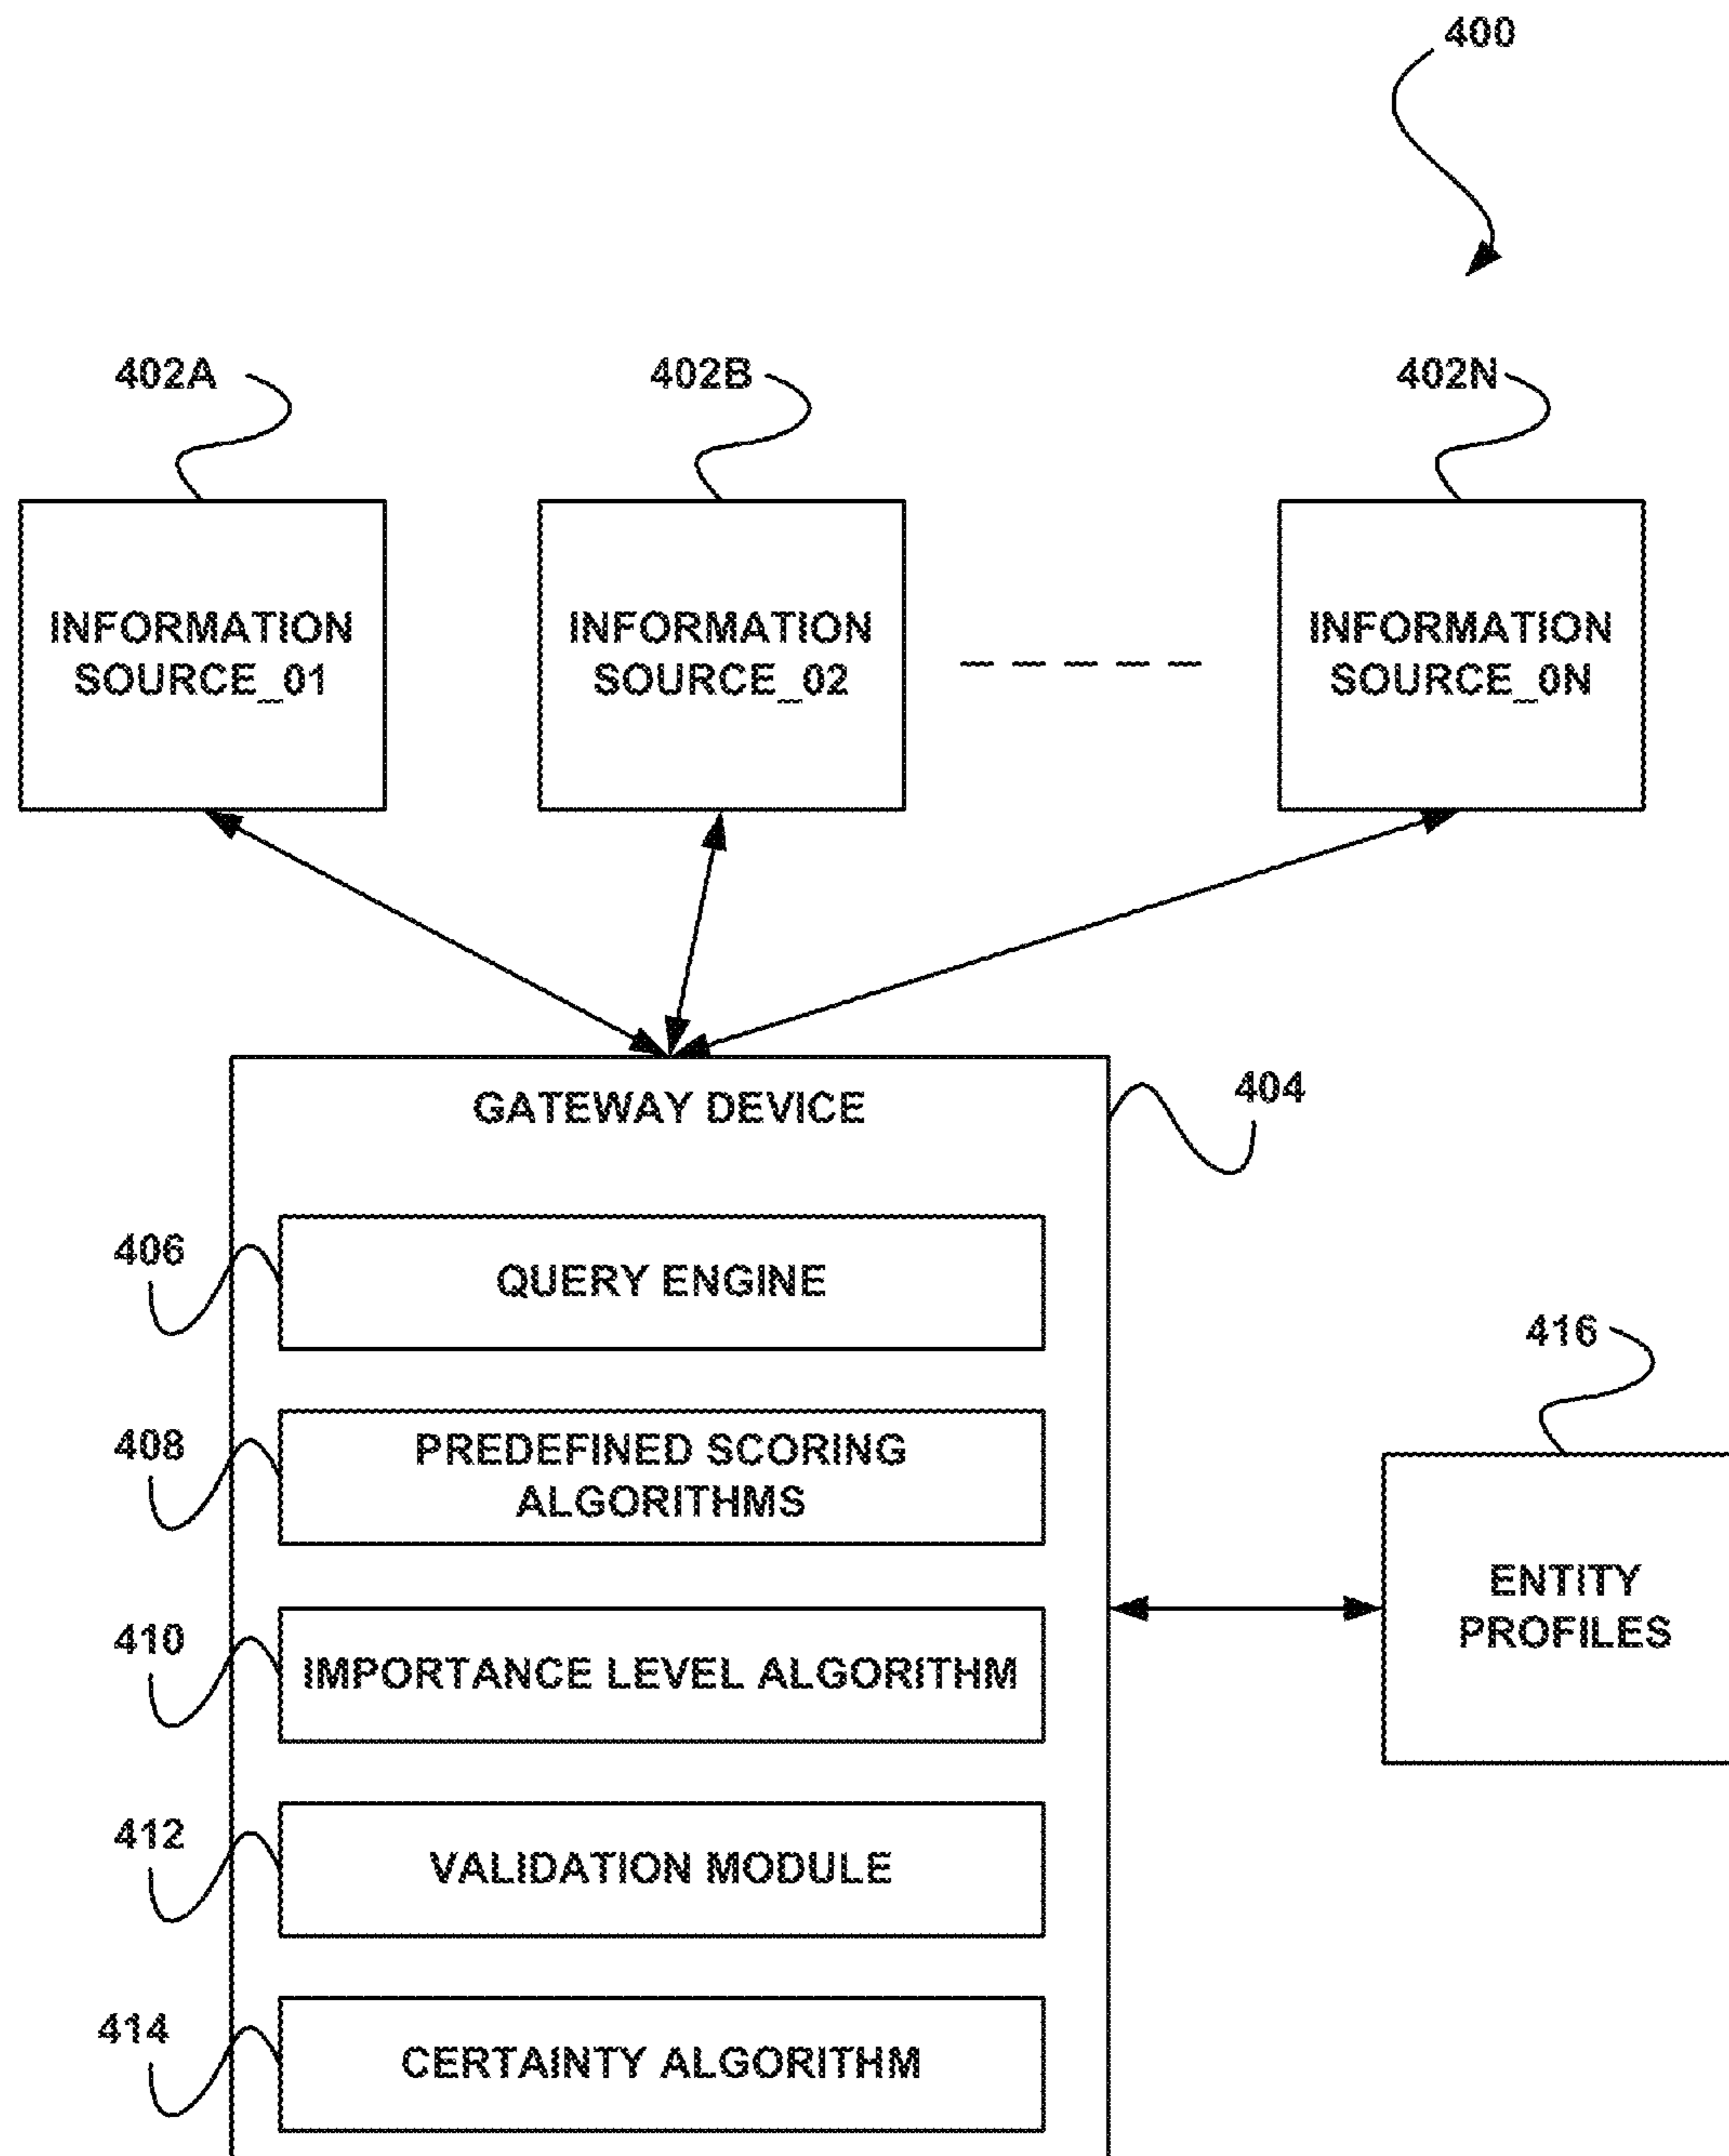 400
402A
402B
402N
INFORMATION
SOURCE_01
INFORMATION
SOURCE_02
INFORMATION
SOURCE_0N
GATEWAY DEVICE
404
406
QUERY ENGINE
416
408
PREDEFINED SCORING
ALGORITHMS
ENTITY
PROFILES
410
IMPORTANCE LEVEL ALGORITHM
412
VALIDATION MODULE
414
CERTAINTY ALGORITHM